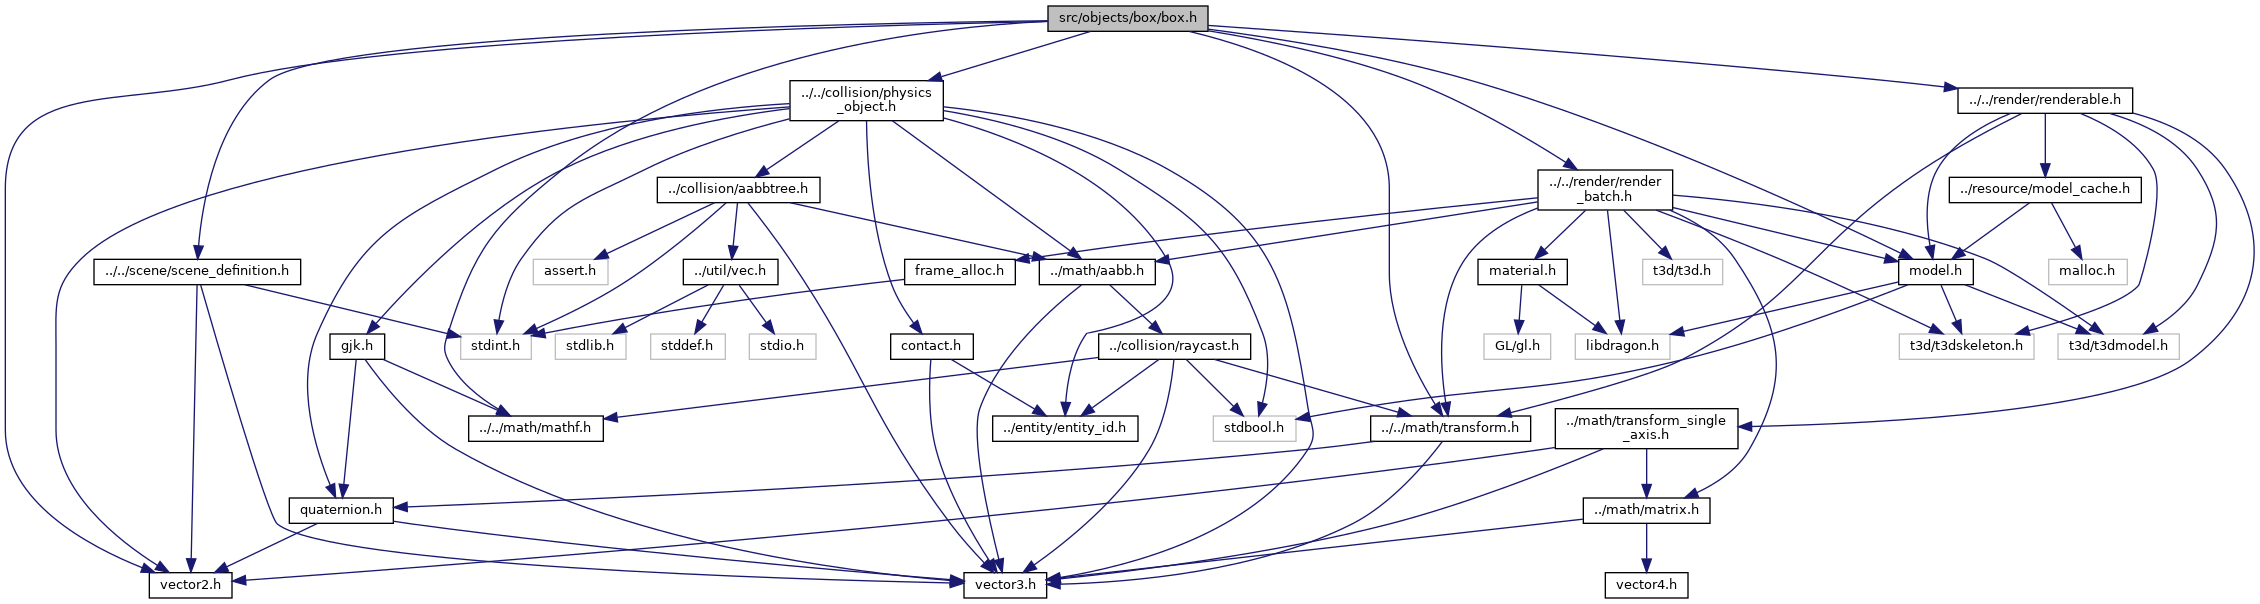 src/objects/box/box.h
../../collision/physics
_object.h
../../render/renderable.h
../collision/aabbtree.h
../../render/render
_batch.h
../resource/model_cache.h
../../scene/scene_definition.h
assert.h
../util/vec.h
frame_alloc.h
../math/aabb.h
material.h
t3d/t3d.h
model.h
malloc.h
gjk.h
stdint.h
stdlib.h
stddef.h
stdio.h
contact.h
../collision/raycast.h
GL/gl.h
libdragon.h
t3d/t3dskeleton.h
t3d/t3dmodel.h
../../math/mathf.h
../entity/entity_id.h
stdbool.h
../../math/transform.h
../math/transform_single
_axis.h
quaternion.h
../math/matrix.h
vector2.h
vector3.h
vector4.h